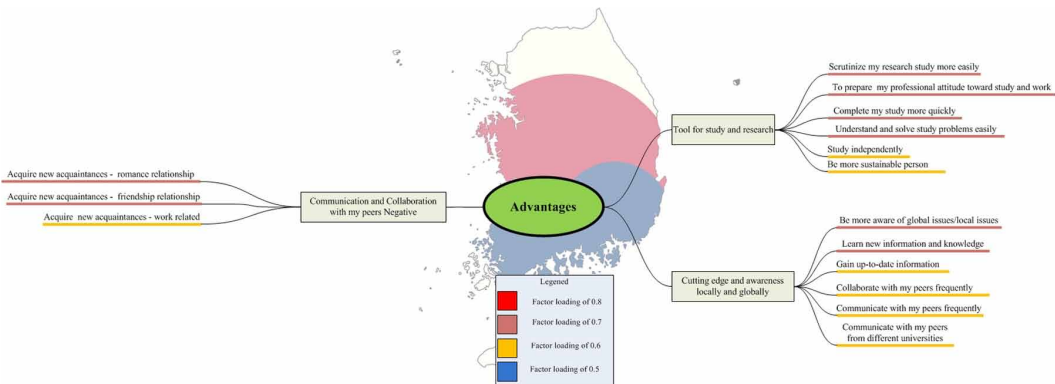 Acquire new acquaintances - romance relationship
Acquire new acquaintances - friendship relationship
Acquire new acquaintances - work related
Communication and Collaboration
with my peers Negative
Advantages
Tool for study and research
Scrutinize my research study more easily
To prepare my professional attitude toward study and work
Complete my study more quickly
Understand and solve study problems easily
Study independently
Be more sustainable person
Cutting edge and awareness
locally and globally
Be more aware of global issues/local issues
Learn new information and knowledge
Gain up-to-date information
Collaborate with my peers frequently
Communicate with my peers frequently
Communicate with my peers
from different universities
Legened
Factor loading of 0.8
Factor loading of 0.7
Factor loading of 0.6
Factor loading of 0.5